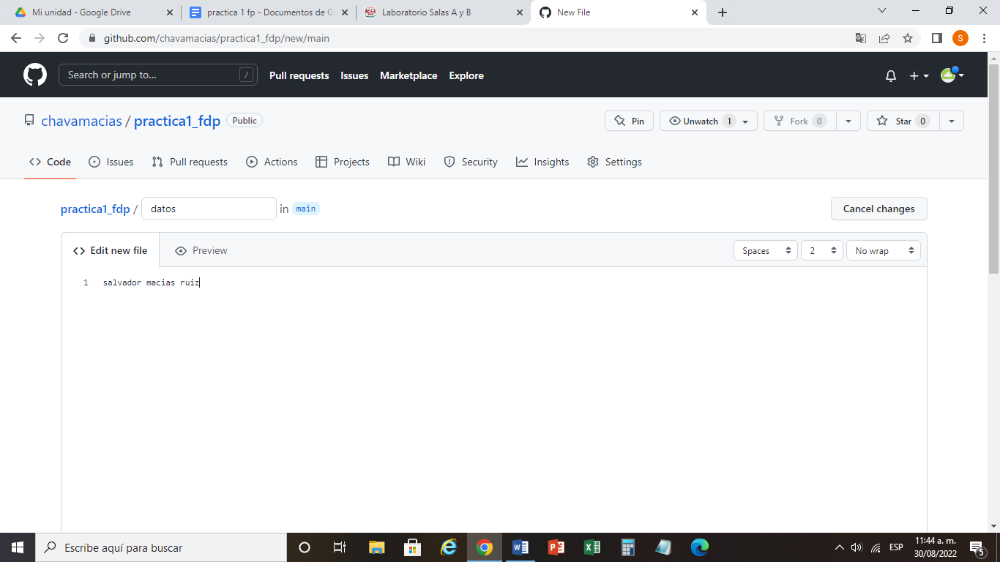 Mi unidad - Google Drive
practica 1 fp - Documentos de G
Laboratorio Salas A y B
New File
github.com/chavamacias/practica1_fdp/new/main
S
Search or jump to...
/
Pull requests
Issues
Marketplace
Explore
chavamacias / practica1_fdp
Public
Pin
Unwatch 1
Fork 0
Star 0
Code
Issues
Pull requests
Actions
Projects
Wiki
Security
Insights
Settings
practica1_fdp / datos in main
Cancel changes
Edit new file
Preview
Spaces
2
No wrap
1 salvador macias ruiz
Escribe aquí para buscar
ESP
11:44 a. m.
30/08/2022
5